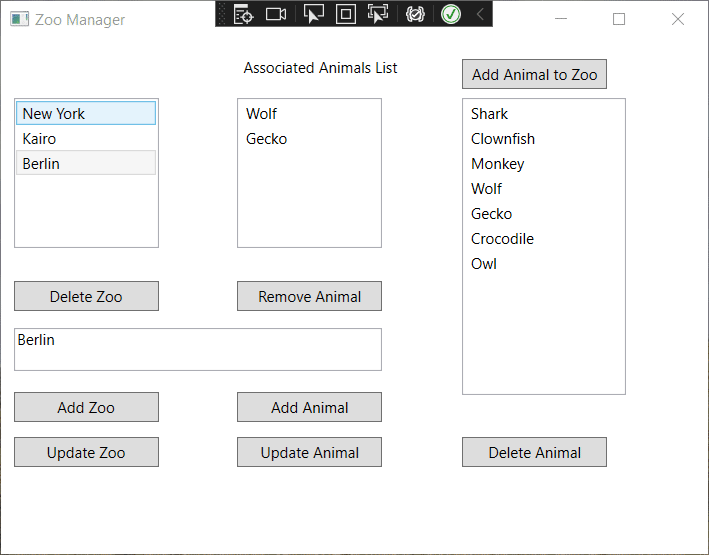 Zoo Manager
Associated Animals List
Add Animal to Zoo
New York
Kairo
Berlin
Wolf
Gecko
Shark
Clownfish
Monkey
Wolf
Gecko
Crocodile
Owl
Delete Zoo
Remove Animal
Berlin
Add Zoo
Add Animal
Update Zoo
Update Animal
Delete Animal